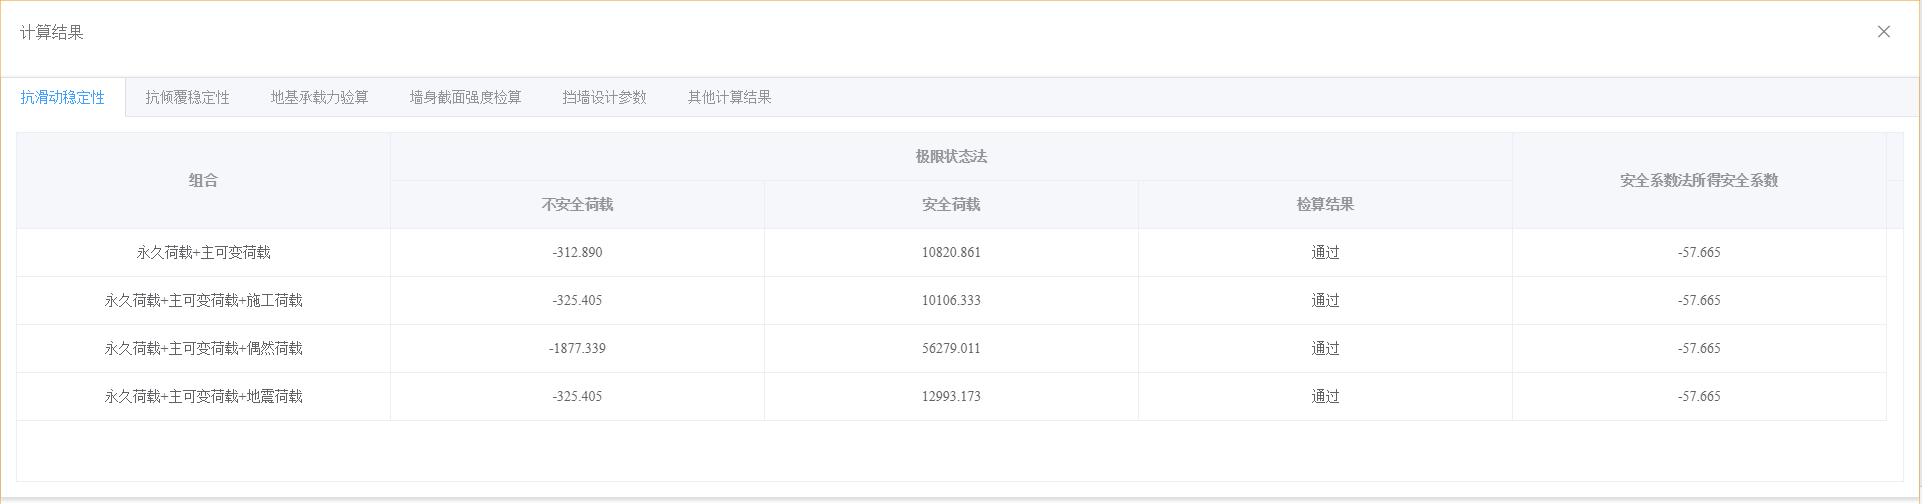 计算结果
抗滑动稳定性 抗倾覆稳定性 地基承载力验算 墙身截面强度检算 挡墙设计参数 其他计算结果
组合 极限状态法 安全系数法所得安全系数
不安全荷载 安全荷载 检算结果
永久荷载+主可变荷载 -312.890 10820.861 通过 -57.665
永久荷载+主可变荷载+施工荷载 -325.405 10106.333 通过 -57.665
永久荷载+主可变荷载+偶然荷载 -1877.339 56279.011 通过 -57.665
永久荷载+主可变荷载+地震荷载 -325.405 12993.173 通过 -57.665